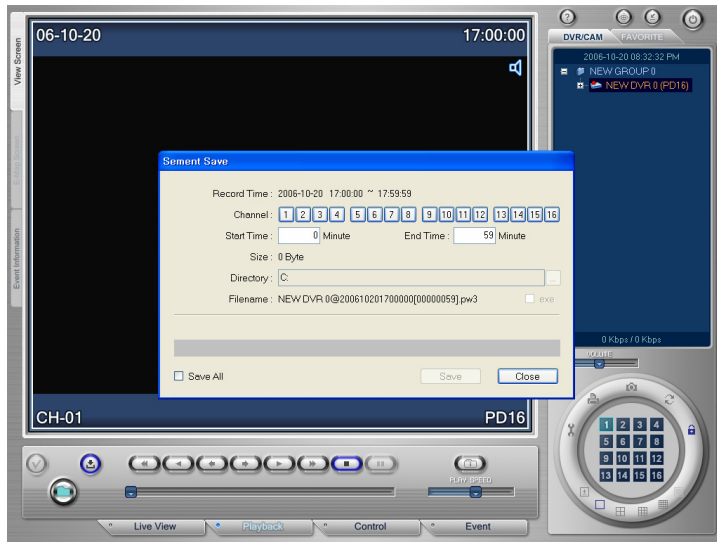 06-10-20 17:00:00
View Screen
E-Map Screen
Event Information
DVR/CAM FAVORITE
2006-10-20 08:32:32 PM
NEW GROUP 0
NEW DVR 0 (PD16)
Sement Save
Record Time : 2006-10-20 17:00:00 ~ 17:59:59
Channel : 1 2 3 4 5 6 7 8 9 10 11 12 13 14 15 16
Start Time : 0 Minute End Time : 59 Minute
Size : 0 Byte
Directory : C: ...
Filename : NEW DVR 0@200610201700000[00000059].pw3 exe
Save All Save Close
0 Kbps / 0 Kbps
VOLUME
CH-01 PD16
1 2 3 4
5 6 7 8
9 10 11 12
13 14 15 16
PLAY SPEED
Live View Playback Control Event